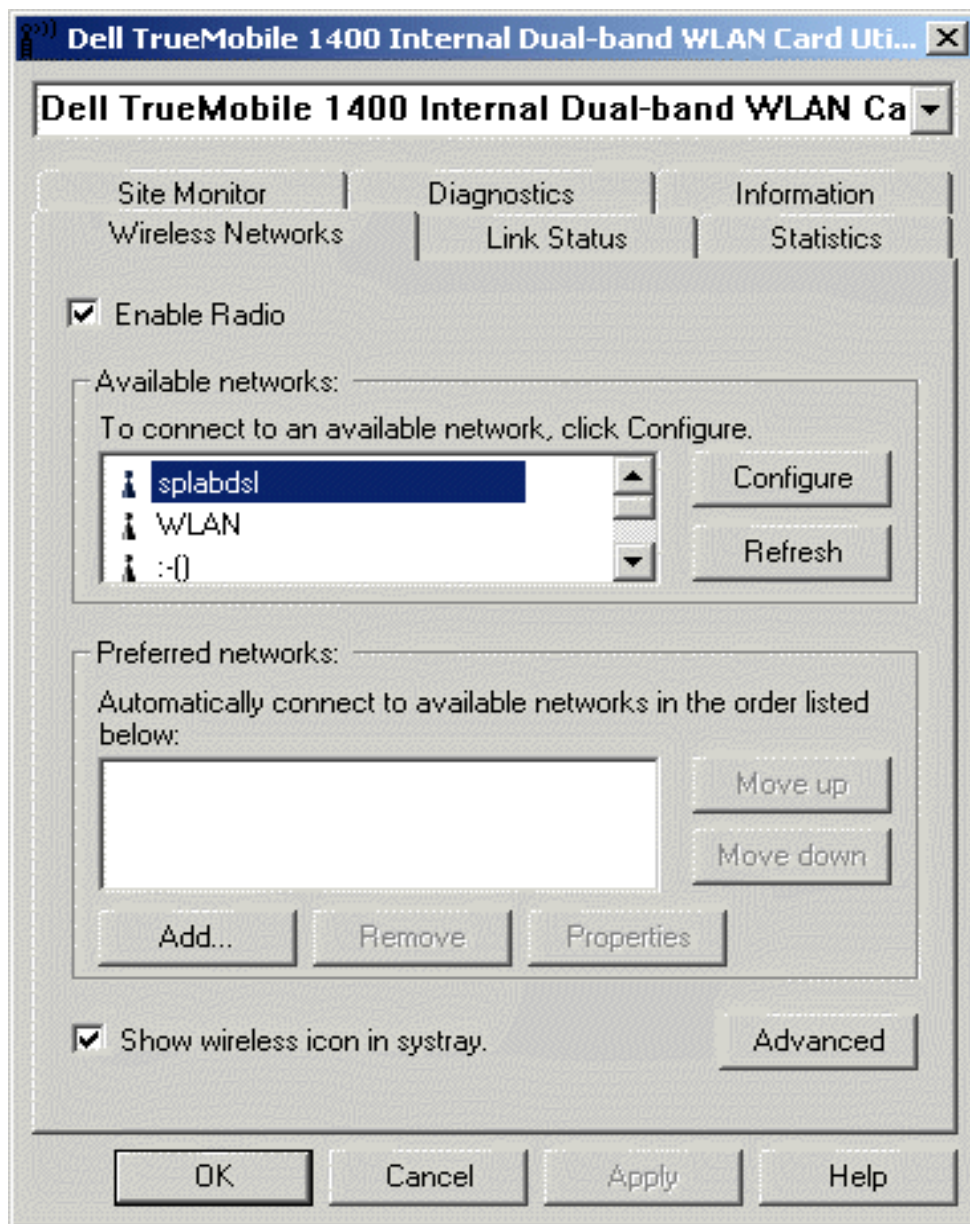 Dell TrueMobile 1400 Internal Dual-band WLAN Card Uti...
Dell TrueMobile 1400 Internal Dual-band WLAN Ca
Site Monitor Diagnostics Information
Wireless Networks Link Status Statistics
Enable Radio
Available networks:
To connect to an available network, click Configure.
splabdsl
Configure
WLAN
:-()
Refresh
Preferred networks:
Automatically connect to available networks in the order listed
below:
Move up
Move down
Add... Remove Properties
Show wireless icon in systray.
Advanced
OK Cancel Apply Help